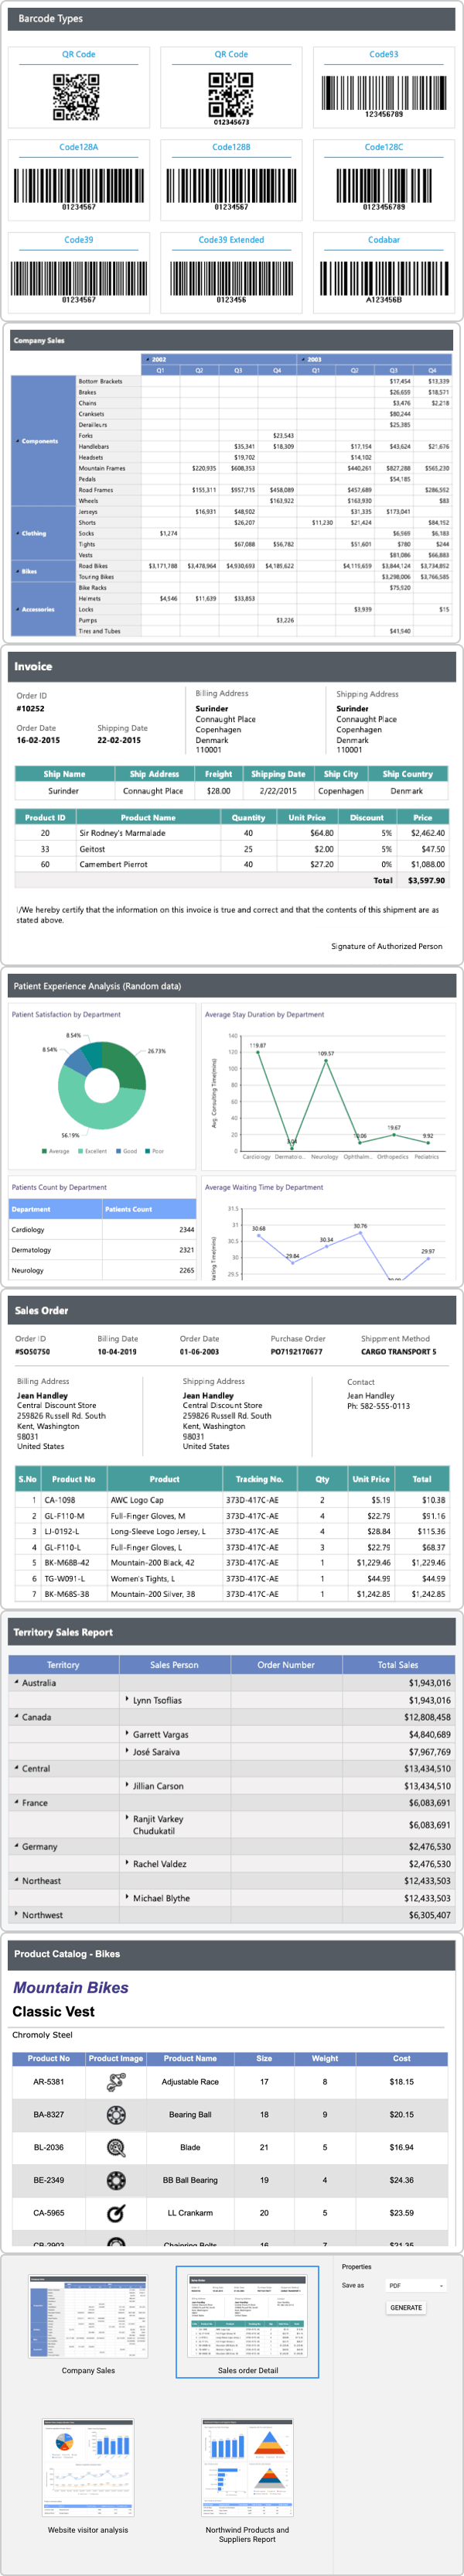 Barcode Types
QR Code QR Code Code93
012345673 123456789
Code128A Code128B Code128C
01234567 01234567 0123456789
Code39 Code39 Extended Codabar
01234567 0123456 A123456B
Company Sales
2002 2003
Q1 Q2 Q3 Q4 Q1 Q2 Q3 Q4
Bottom Brackets $17,454 $13,339
Brakes $26,659 $18,571
Chains $3,476 $2,218
Cranksets $80,244
Derailleurs $25,385
Forks $23,543
Components Handlebars $35,341 $18,309 $17,154 $43,624 $21,676
Headsets $19,702 $14,102
Mountain Frames $220,935 $608,353 $440,261 $827,288 $565,230
Pedals $54,185
Road Frames $155,311 $957,715 $458,089 $457,689 $286,552
Wheels $163,922 $163,930 $83
Jerseys $16,931 $48,902 $31,335 $173,041
Shorts $26,207 $11,230 $21,424 $84,152
Clothing Socks $1,274 $6,969 $6,183
Tights $67,088 $56,782 $51,601 $780 $244
Vests $81,086 $66,883
Bikes Road Bikes $3,171,788 $3,478,964 $4,930,693 $4,185,622 $4,119,659 $3,844,124 $3,734,852
Touring Bikes $3,298,006 $3,766,585
Bike Racks $75,920
Helmets $4,546 $11,639 $33,853
Accessories Locks $3,939 $15
Pumps $3,226
Tires and Tubes $41,940
Invoice
Order ID Billing Address Shipping Address
#10252 Surinder Surinder
Connaught Place Connaught Place
Order Date Shipping Date Copenhagen Copenhagen
16-02-2015 22-02-2015 Denmark Denmark
110001 110001
Ship Name Ship Address Freight Shipping Date Ship City Ship Country
Surinder Connaught Place $28.00 2/22/2015 Copenhagen Denmark
Product ID Product Name Quantity Unit Price Discount Price
20 Sir Rodney's Marmalade 40 $64.80 5% $2,462.40
33 Geitost 25 $2.00 5% $47.50
60 Camembert Pierrot 40 $27.20 0% $1,088.00
Total $3,597.90
I/We hereby certify that the information on this invoice is true and correct and that the contents of this shipment are as
stated above.
Signature of Authorized Person
Patient Experience Analysis (Random data)
Patient Satisfaction by Department Average Stay Duration by Department
8.54% 8.54% 26.73% 56.19%
Average Excellent Good Poor
Avg. Consulting Time(mins)
140 120 100 80 60 40 20 0
119.87 109.57 19.67 9.92
Cardiology Dermatolo... Neurology Ophthalm... Orthopedics Pediatrics
Patients Count by Department Average Waiting Time by Department
Department Patients Count
Cardiology 2344
Dermatology 2321
Neurology 2265
31.5 31 30.5 30 29.5
30.68 29.84 30.34 30.76 29.97
Sales Order
Order ID Billing Date Order Date Purchase Order Shippment Method
#SO50750 10-04-2019 01-06-2003 PO7192170677 CARGO TRANSPORT 5
Billing Address Shipping Address Contact
Jean Handley Jean Handley Jean Handley
Central Discount Store Central Discount Store Ph: 582-555-0113
259826 Russell Rd. South 259826 Russell Rd. South
Kent, Washington Kent, Washington
98031 98031
United States United States
S.No Product No Product Tracking No. Qty Unit Price Total
1 CA-1098 AWC Logo Cap 373D-417C-AE 2 $5.19 $10.38
2 GL-F110-M Full-Finger Gloves, M 373D-417C-AE 4 $22.79 $91.16
3 LJ-0192-L Long-Sleeve Logo Jersey, L 373D-417C-AE 4 $28.84 $115.36
4 GL-F110-L Full-Finger Gloves, L 373D-417C-AE 3 $22.79 $68.37
5 BK-M68B-42 Mountain-200 Black, 42 373D-417C-AE 1 $1,229.46 $1,229.46
6 TG-W091-L Women's Tights, L 373D-417C-AE 1 $44.99 $44.99
7 BK-M68S-38 Mountain-200 Silver, 38 373D-417C-AE 1 $1,242.85 $1,242.85
Territory Sales Report
Territory Sales Person Order Number Total Sales
Australia $1,943,016
Lynn Tsoflias $1,943,016
Canada $12,808,458
Garrett Vargas $4,840,689
José Saraiva $7,967,769
Central $13,434,510
Jillian Carson $13,434,510
France $6,083,691
Ranjit Varkey
Chudukatil $6,083,691
Germany $2,476,530
Rachel Valdez $2,476,530
Northeast $12,433,503
Michael Blythe $12,433,503
Northwest $6,305,407
Product Catalog - Bikes
Mountain Bikes
Classic Vest
Chromoly Steel
Product No Product Image Product Name Size Weight Cost
AR-5381 Adjustable Race 17 8 $18.15
BA-8327 Bearing Ball 18 9 $20.15
BL-2036 Blade 21 5 $16.94
BE-2349 BB Ball Bearing 19 4 $24.36
CA-5965 LL Crankarm 20 5 $23.59
CB-2903 Chainring Bolts 16 7 $21.35
Properties
Save as PDF
GENERATE
Company Sales Sales order Detail
Website visitor analysis Northwind Products and
Suppliers Report